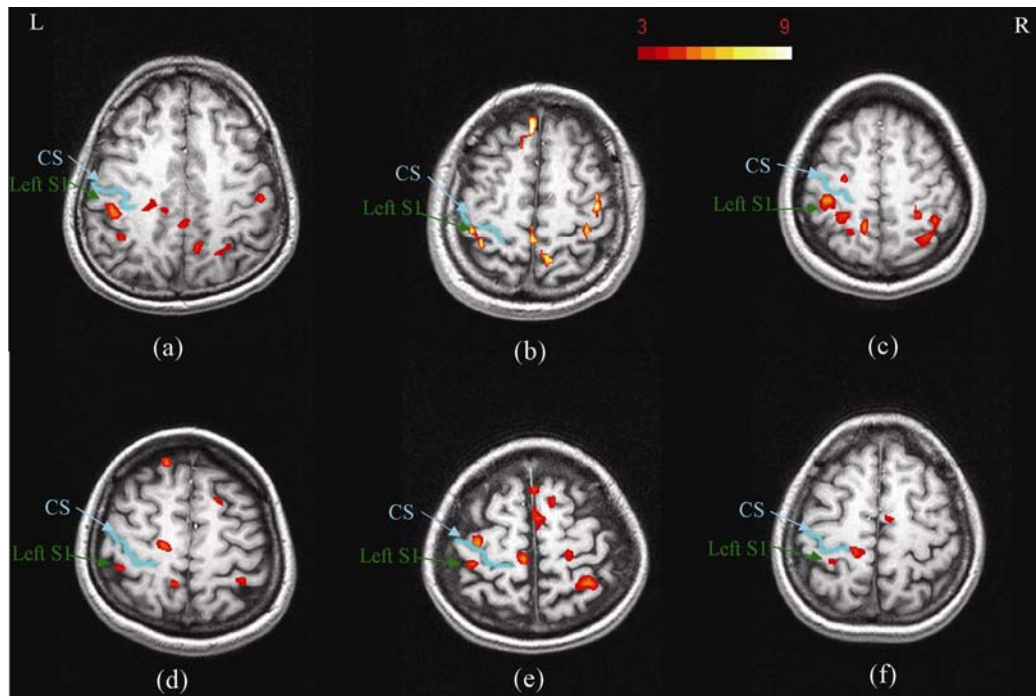 L
3 9
R
CS
Left S1
(a)
CS
Left S1
(b)
CS
Left S1
(c)
CS
Left S1
(d)
CS
Left S1
(e)
CS
Left S1
(f)